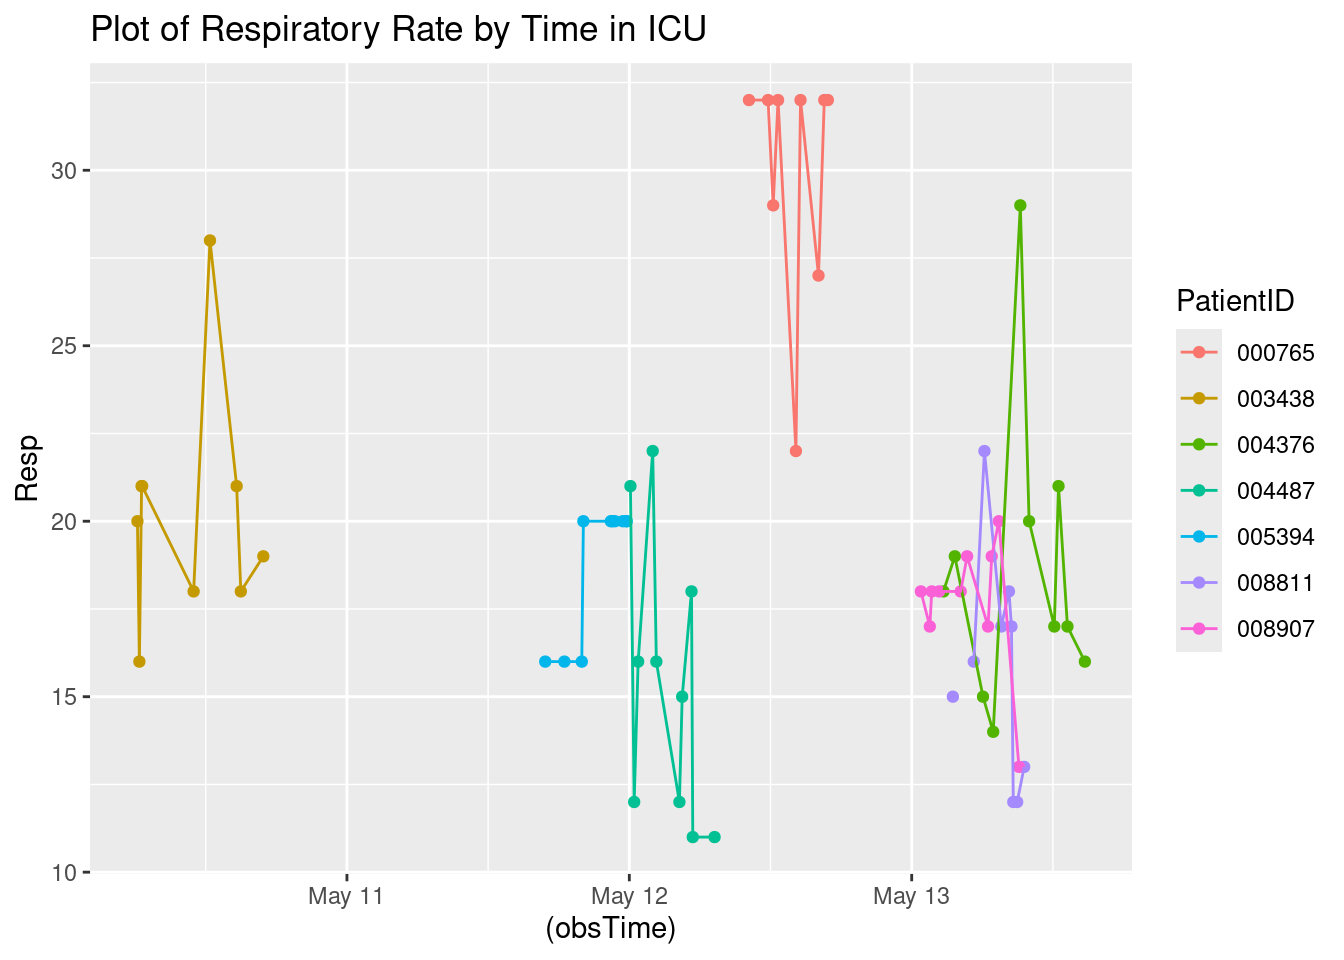 Plot of Respiratory Rate by Time in ICU
30
25
20
15
10
Resp
May 11
May 12
May 13
(obsTime)
PatientID
000765
003438
004376
004487
005394
008811
008907